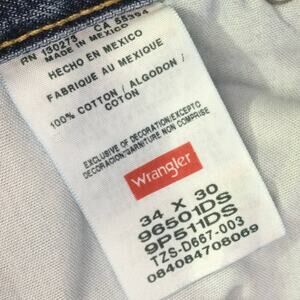 RN 130273 CA 55394
MADE IN MEXICO
HECHO EN MEXICO
FABRIQUE AU MEXIQUE
100% COTTON / ALGODON /
COTON
EXCLUSIVE OF DECORATION/EXCEPTO
DECORACION/GARNITURE NON COMPRISE
Wrangler
34 X 30
96501DS
9P511DS
TZS-D667-003
084084708069